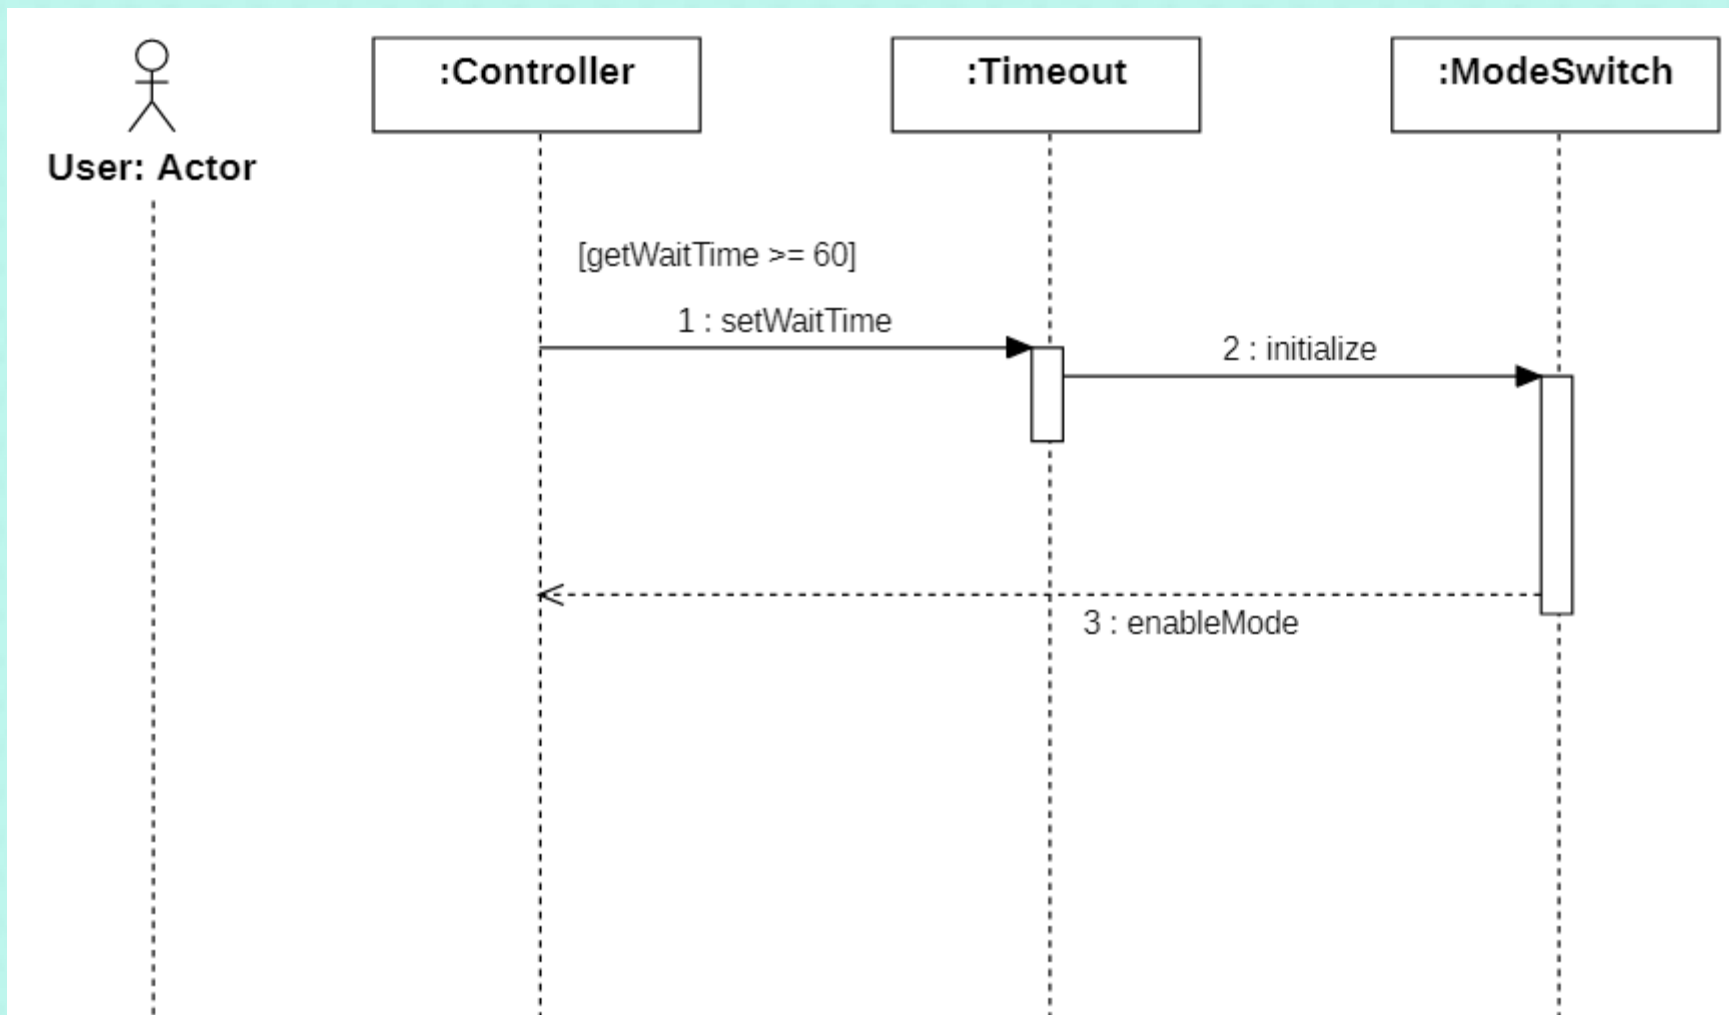 :Controller
:Timeout
:ModeSwitch
User: Actor
[getWaitTime >= 60]
1 : setWaitTime
2 : initialize
3 : enableMode